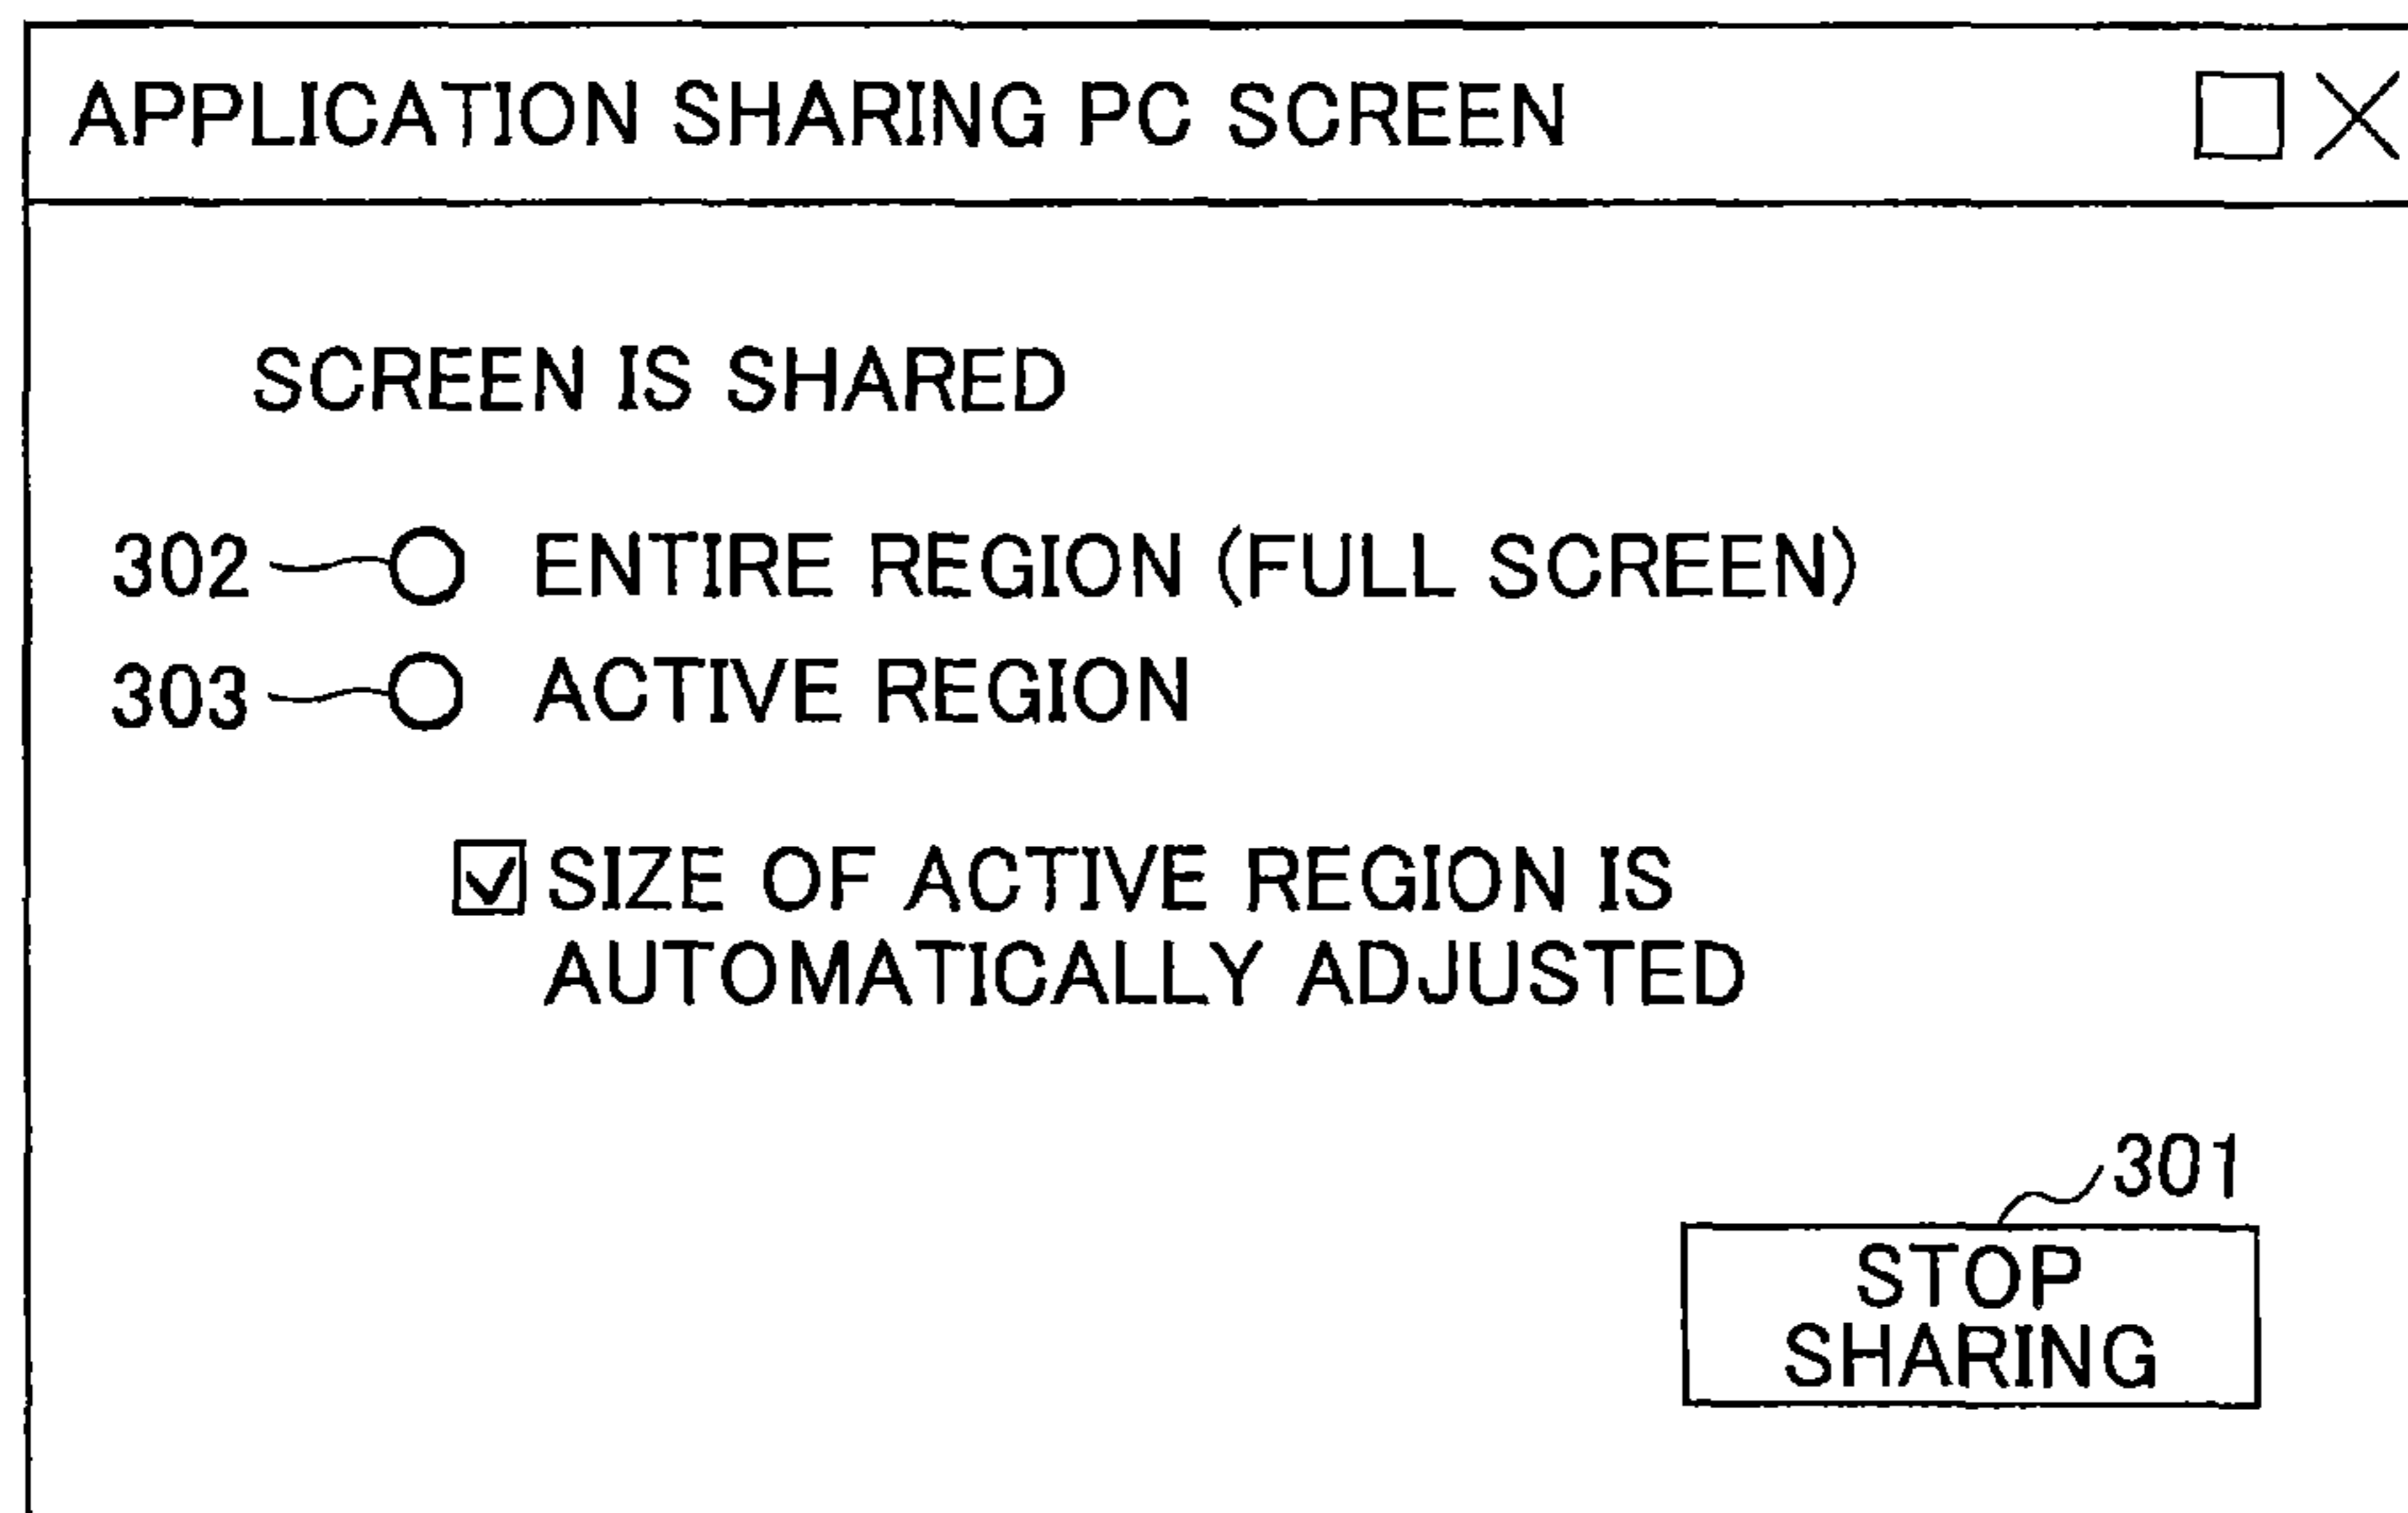 APPLICATION SHARING PC SCREEN
SCREEN IS SHARED
302 ENTIRE REGION (FULL SCREEN)
303 ACTIVE REGION
SIZE OF ACTIVE REGION IS
AUTOMATICALLY ADJUSTED
301
STOP
SHARING